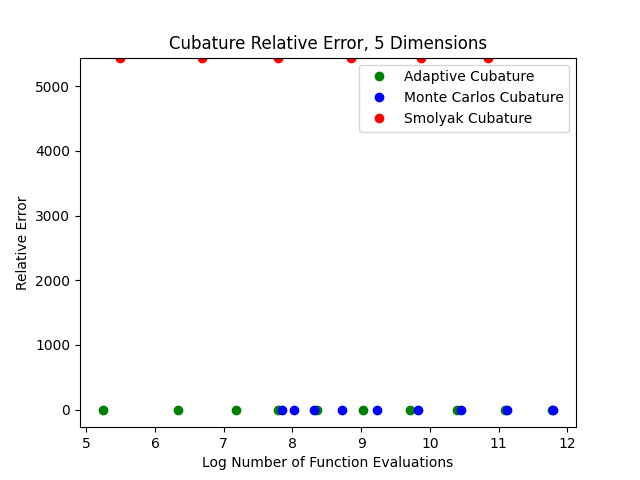 Cubature Relative Error, 5 Dimensions
Adaptive Cubature
Monte Carlos Cubature
Smolyak Cubature
5000
4000
3000
2000
1000
0
Relative Error
5 6 7 8 9 10 11 12
Log Number of Function Evaluations